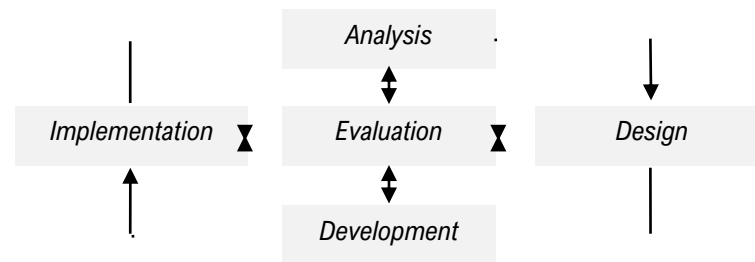 Analysis
Implementation
Evaluation
Design
Development